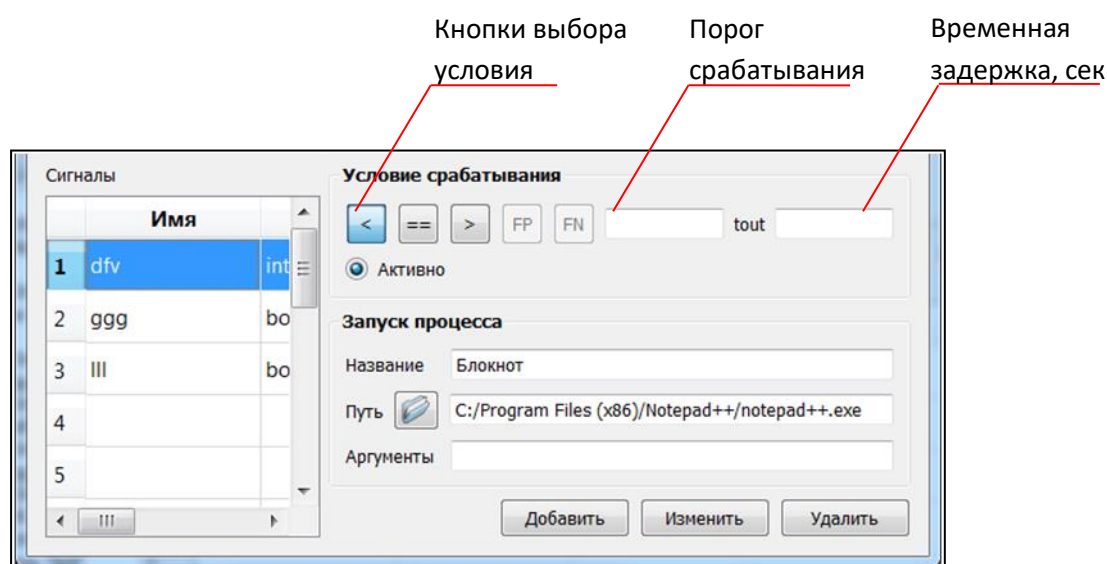 Кнопки выбора условия
Порог срабатывания
Временная задержка, сек
Сигналы
Имя
1 dfv int
2 ggg bo
3 lll bo
4
5
Условие срабатывания
< == > FP FN tout
Активно
Запуск процесса
Название Блокнот
Путь C:/Program Files (x86)/Notepad++/notepad++.exe
Аргументы
Добавить Изменить Удалить